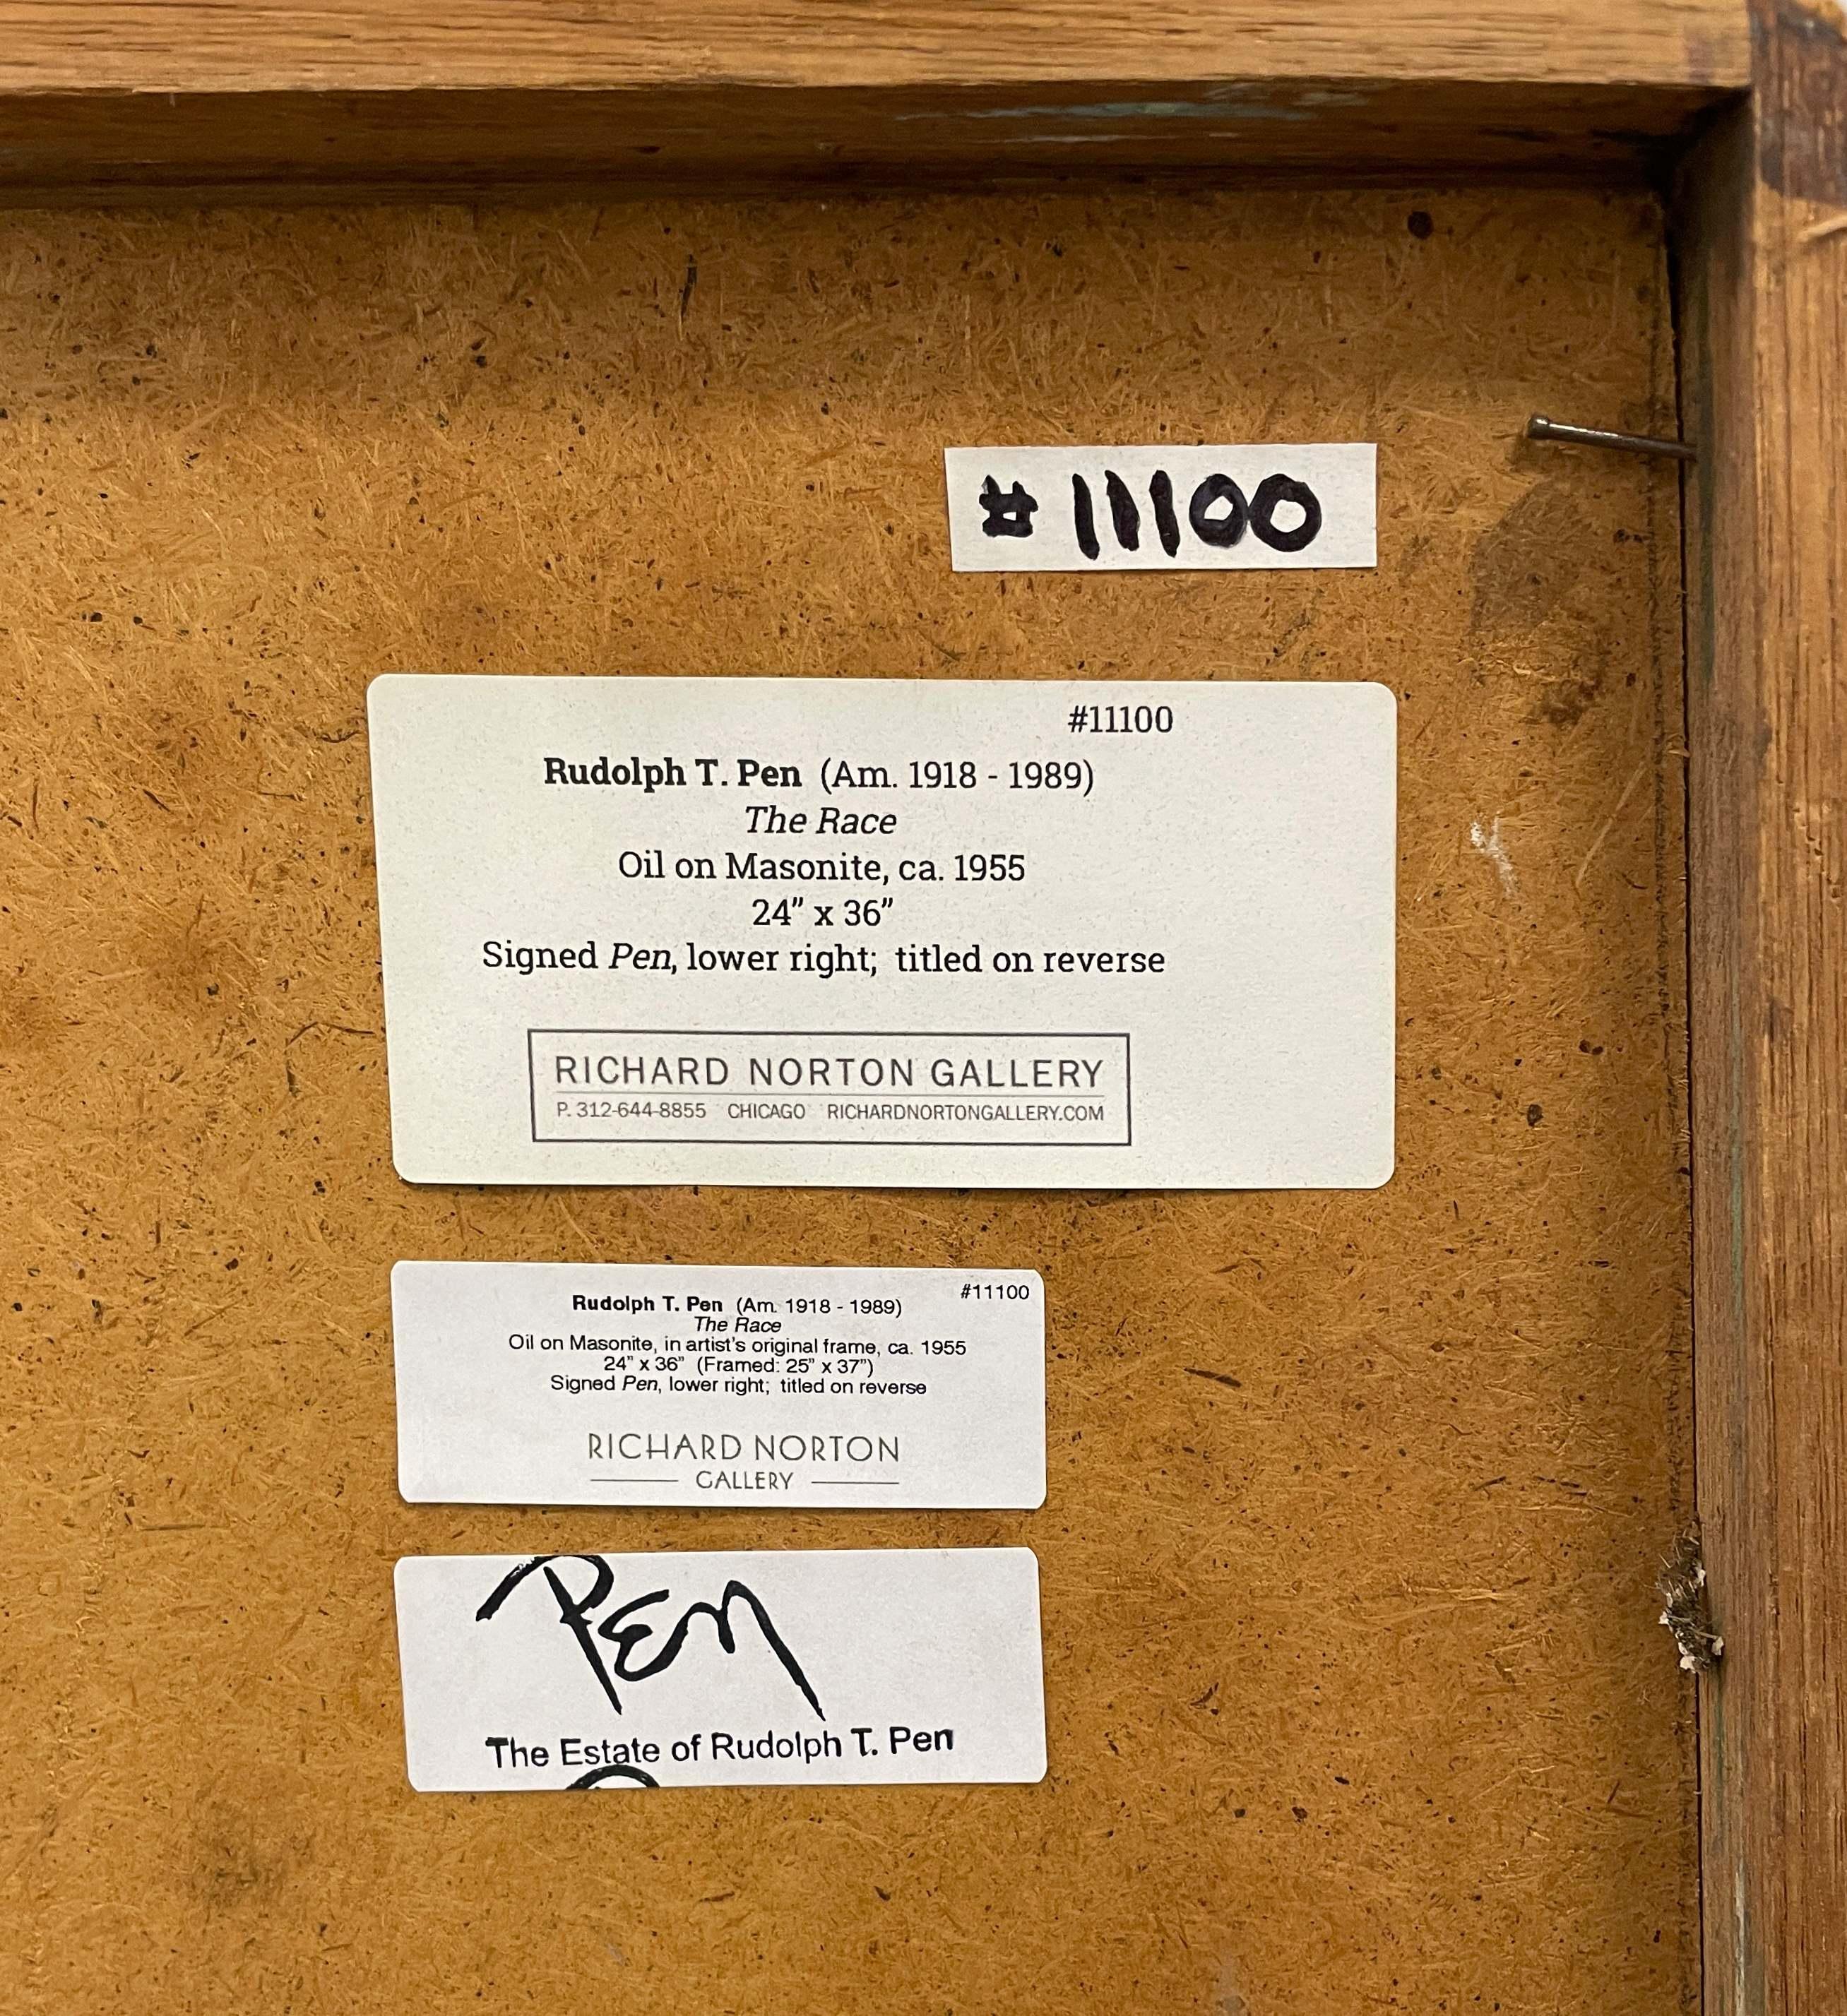 # 11100
#11100
Rudolph T. Pen (Am. 1918 - 1989)
The Race
Oil on Masonite, ca. 1955
24” x 36”
Signed Pen, lower right; titled on reverse
RICHARD NORTON GALLERY
P. 312-644-8855 CHICAGO RICHARDNORTONGALLERY.COM
#11100
Rudolph T. Pen (Am. 1918 - 1989)
The Race
Oil on Masonite, in artist's original frame, ca. 1955
24" x 36" (Framed: 25" x 37")
Signed Pen, lower right; titled on reverse
RICHARD NORTON
GALLERY
Pen
The Estate of Rudolph T. Pen